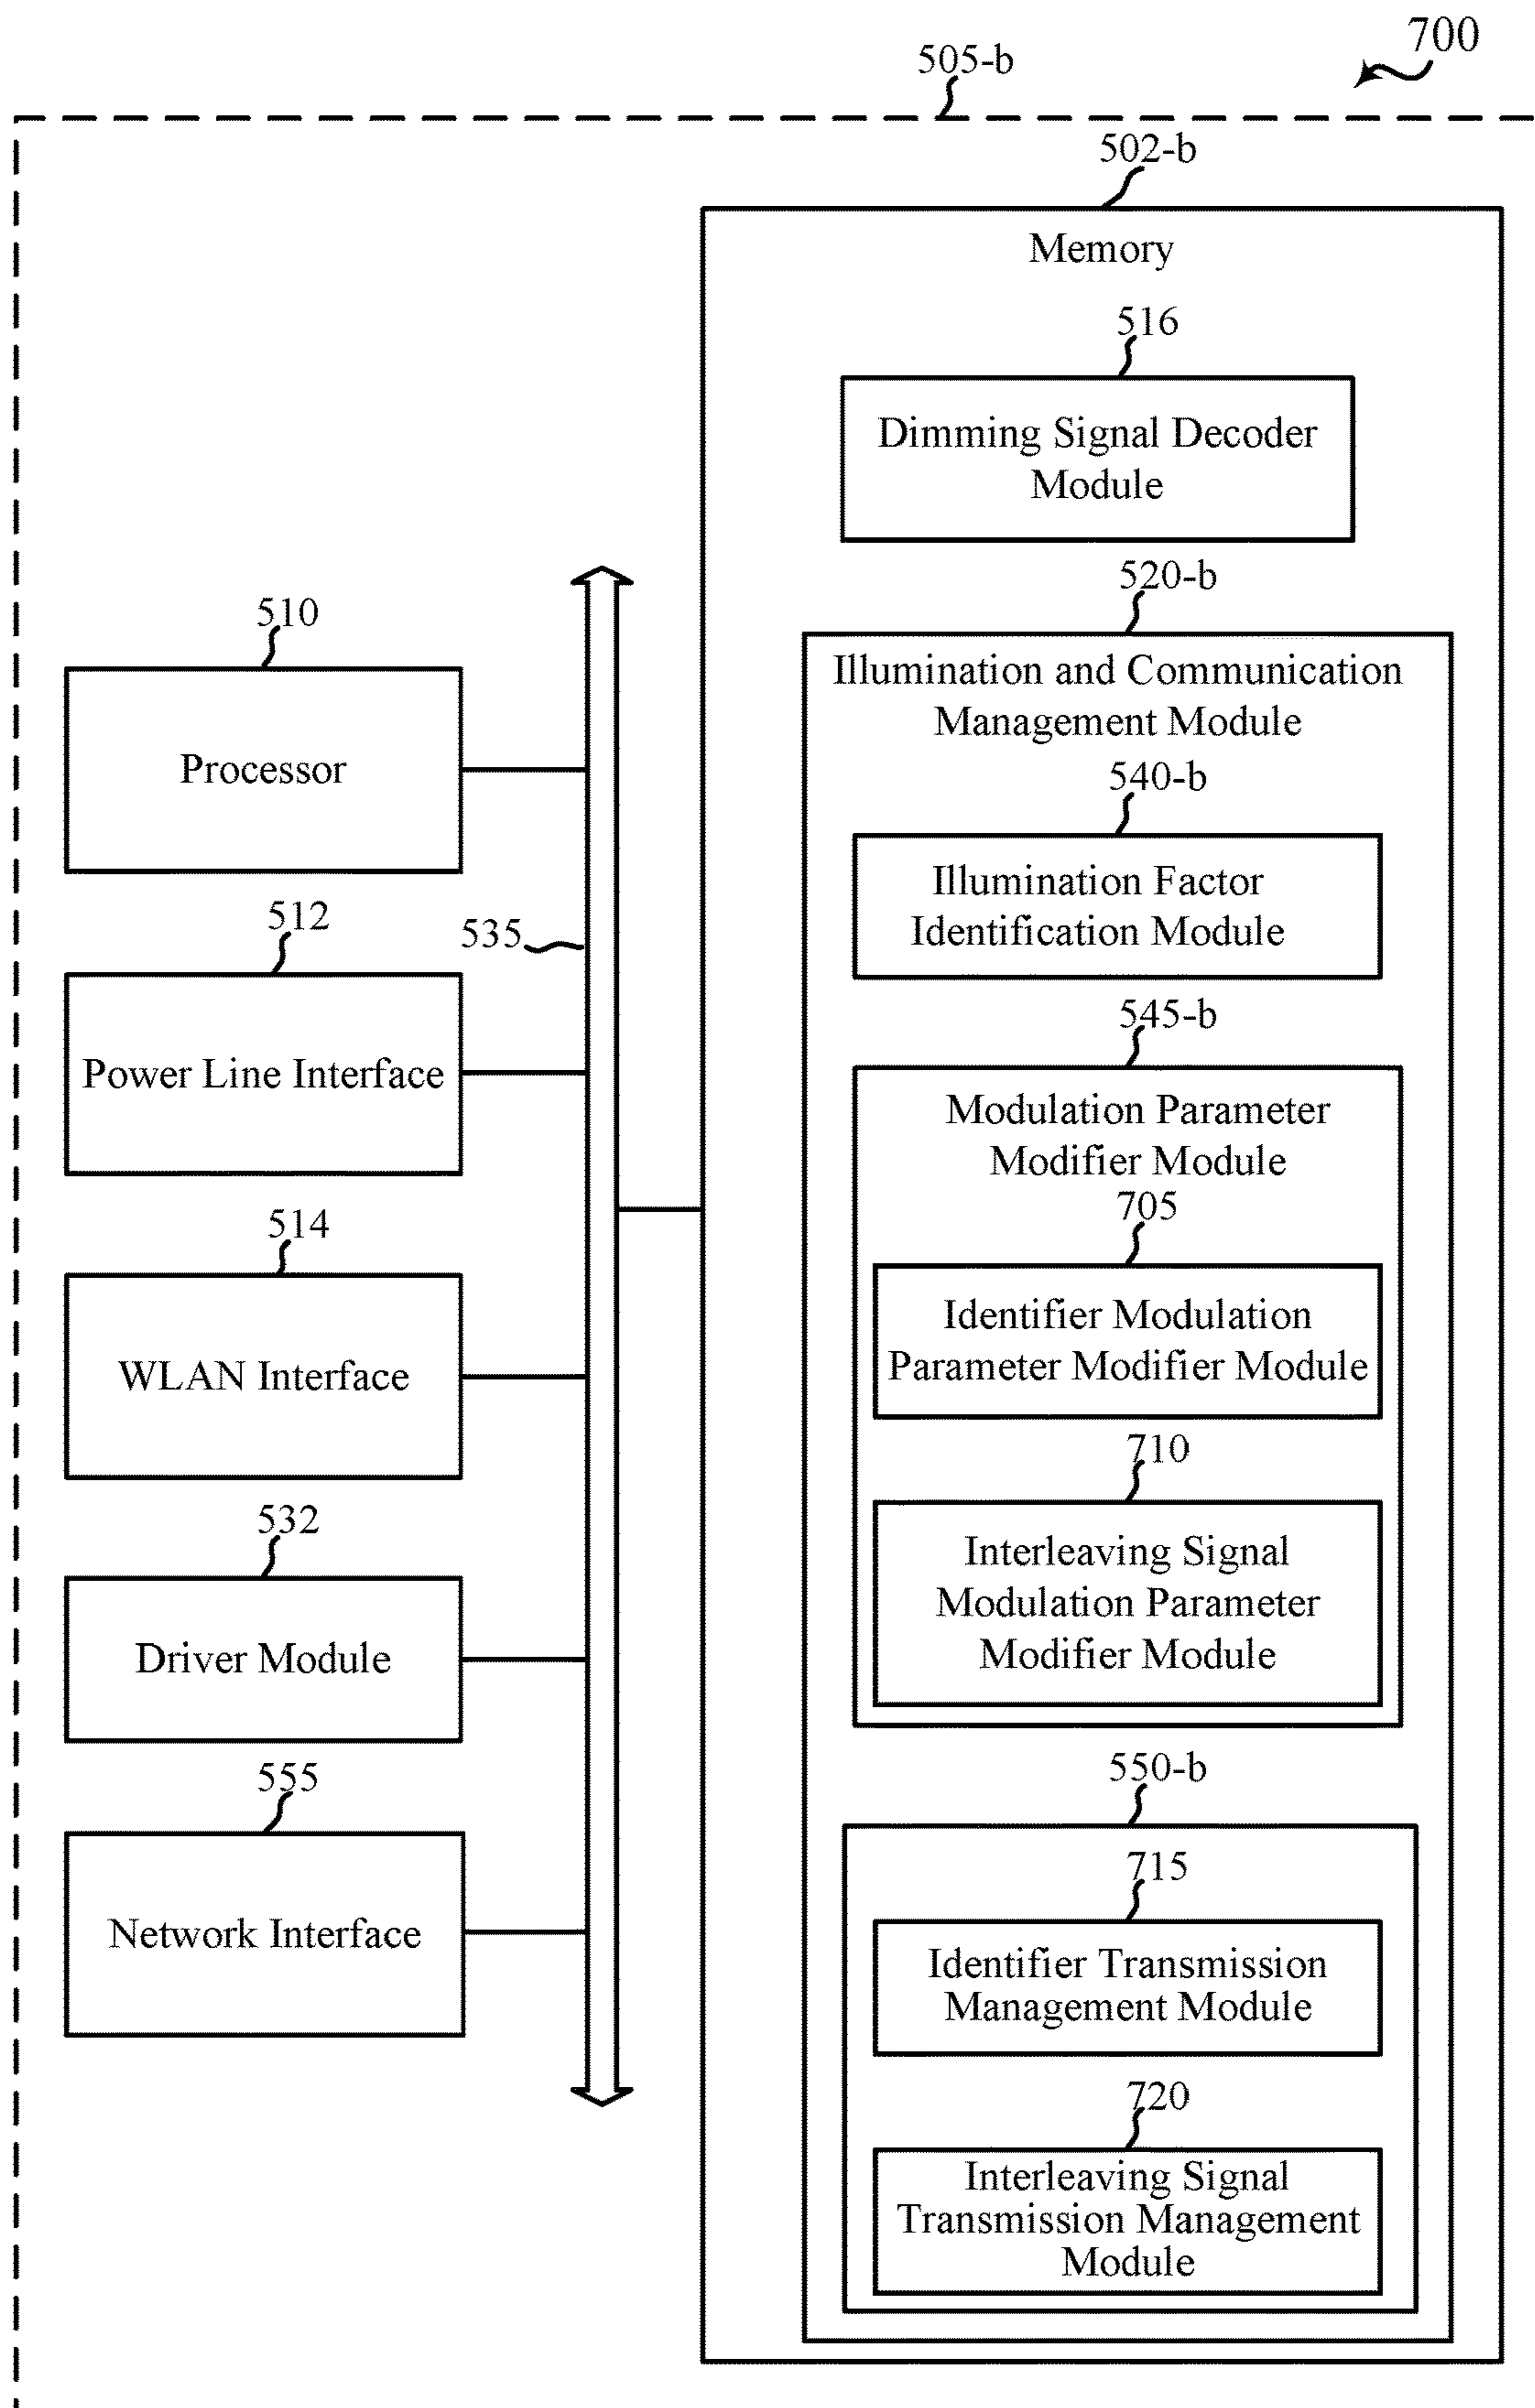 700
505-b
502-b
Memory
516
Dimming Signal Decoder
Module
520-b
Illumination and Communication
Management Module
540-b
Illumination Factor
Identification Module
545-b
Modulation Parameter
Modifier Module
705
Identifier Modulation
Parameter Modifier Module
710
Interleaving Signal
Modulation Parameter
Modifier Module
550-b
715
Identifier Transmission
Management Module
720
Interleaving Signal
Transmission Management
Module
510
Processor
512
535
Power Line Interface
514
WLAN Interface
532
Driver Module
555
Network Interface